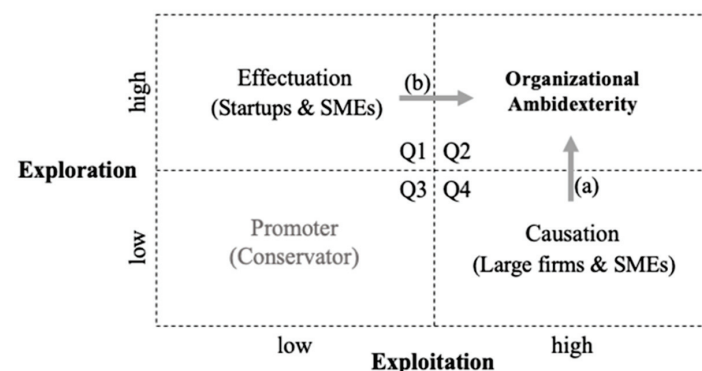 high
Effectuation
(Startups & SMEs)
(b)
Organizational
Ambidexterity
Q1 Q2
Exploration
Q3 Q4
(a)
low
Promoter
(Conservator)
Causation
(Large firms & SMEs)
low
high
Exploitation